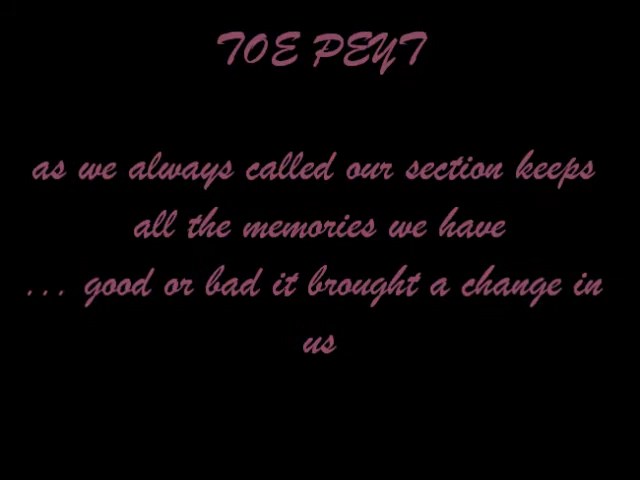 TOE PEYT
as we always called our section keeps
all the memories we have
... good or bad it brought a change in
us